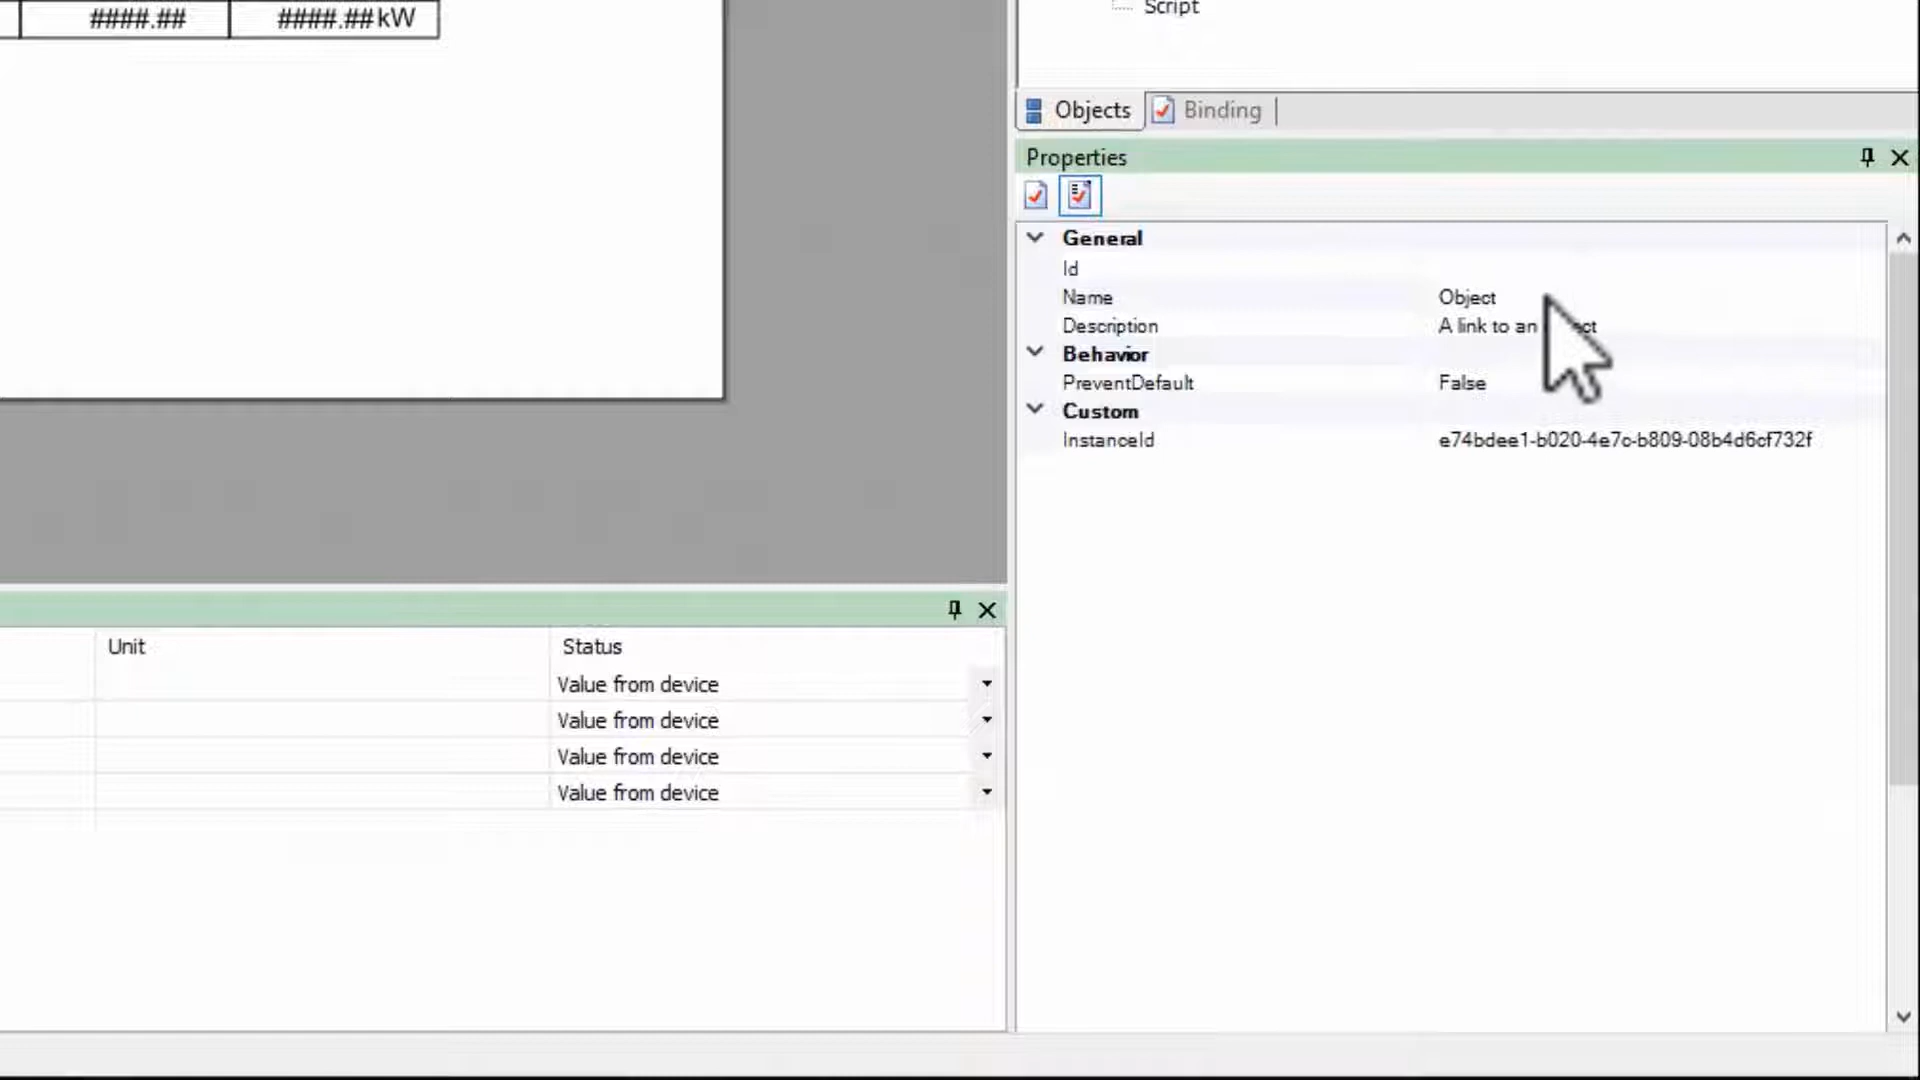 ####.## ####.## kW
Script
Objects Binding
Properties
General
Id
Name Object
Description A link to an
Behavior
PreventDefault False
Custom
InstanceId e74bdee1-b020-4e7c-b809-08b4d6cf732f
Unit Status
Value from device
Value from device
Value from device
Value from device